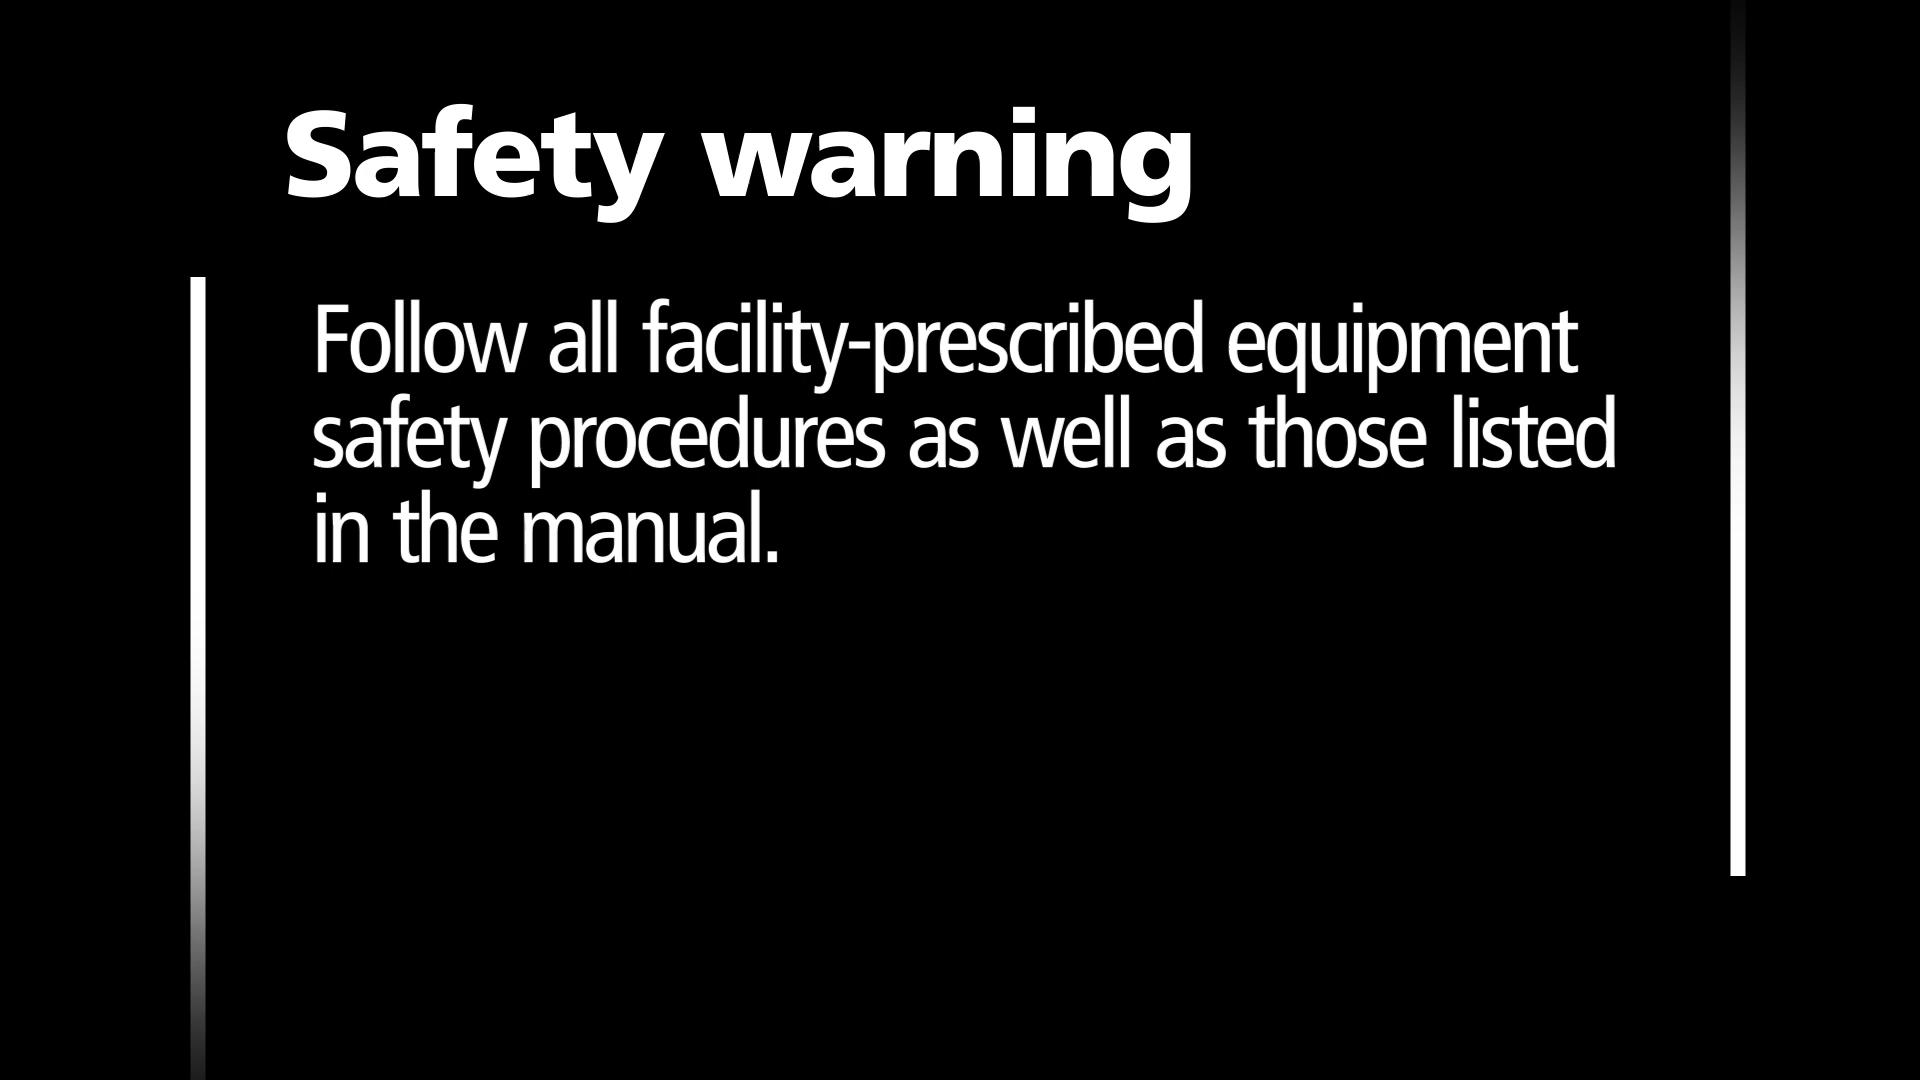 Safety warning
Follow all facility-prescribed equipment
safety procedures as well as those listed
in the manual.